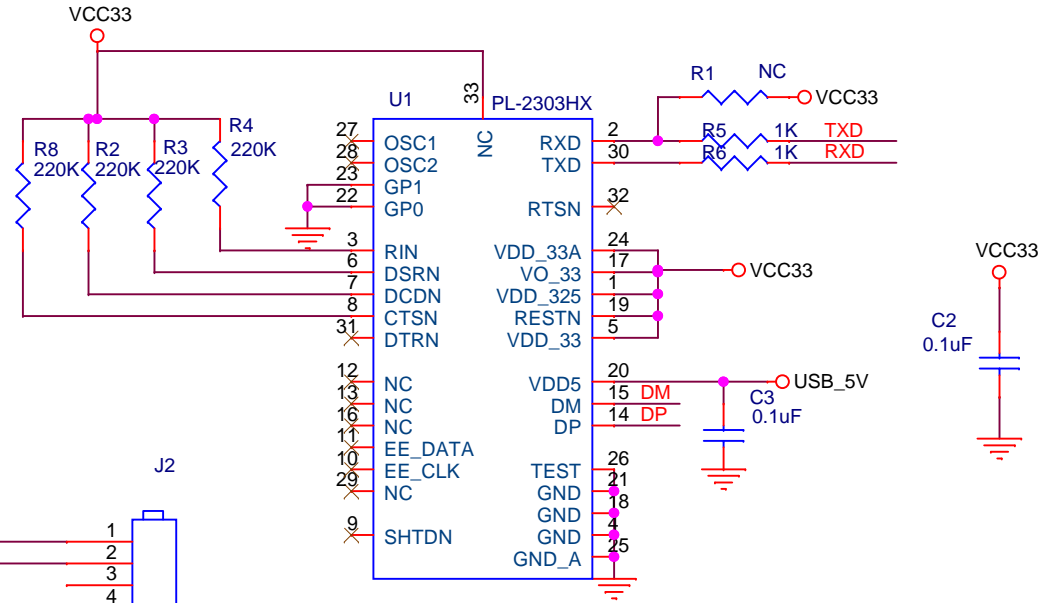 VCC33
R1 NC
VCC33
U1
33
PL-2303HX
NC
R8
220K
R2
220K
R3
220K
R4
220K
27 OSC1
28 OSC2
23 GP1
22 GP0
3 RIN
6 DSRN
7 DCDN
8 CTSN
31 DTRN
12 NC
13 NC
16 NC
11 EE_DATA
10 EE_CLK
29 NC
9 SHTDN
RXD 2 R5 1K TXD
TXD 30 R6 1K RXD
RTSN 32
VDD_33A 24
VO_33 17
VDD_325 1
RESTN 19
VDD_33 5
VCC33
VDD5 20 USB_5V
DM 15 DM
DP 14 DP
C3
0.1uF
TEST 26
GND 21
GND 18
GND 4
GND_A 25
VCC33
C2
0.1uF
J2
1
2
3
4